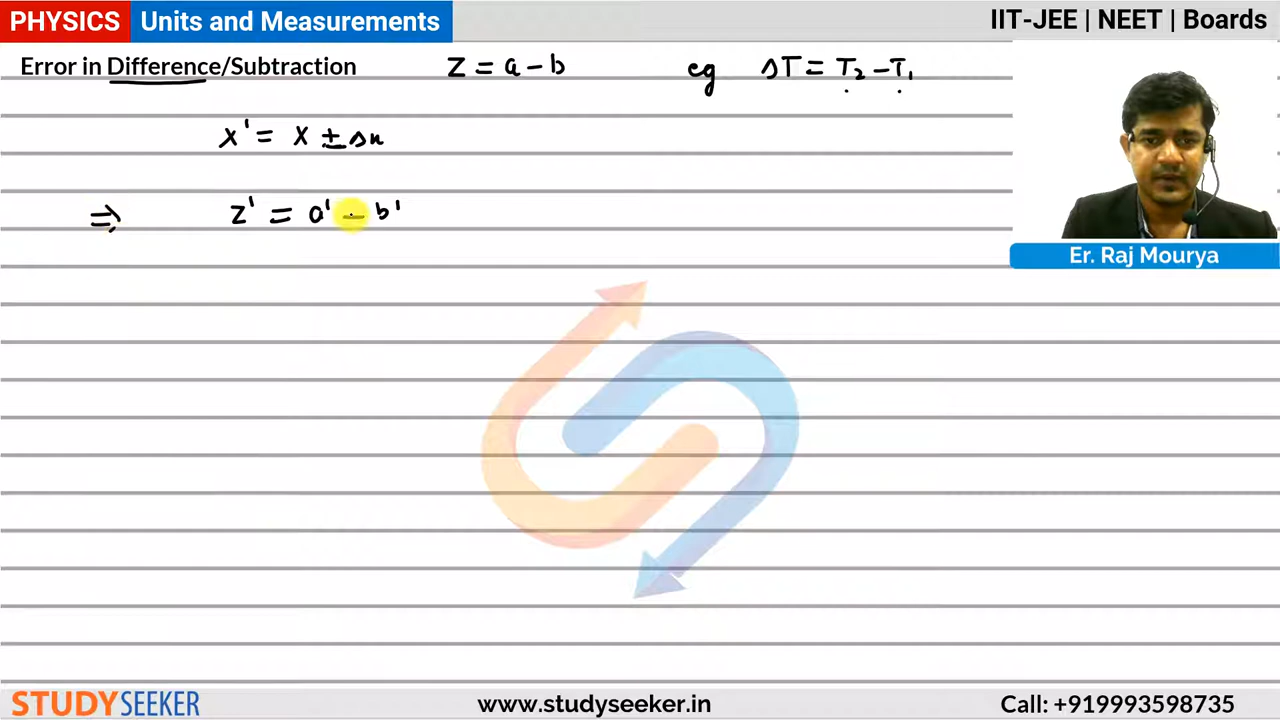 PHYSICS Units and Measurements
IIT-JEE | NEET | Boards
Error in Difference/Subtraction z = a - b eg ΔT = T₂ - T₁
x' = x ± Δx
⇒ z' = a' - b'
Er. Raj Mourya
STUDYSEEKER
www.studyseeker.in
Call: +919993598735